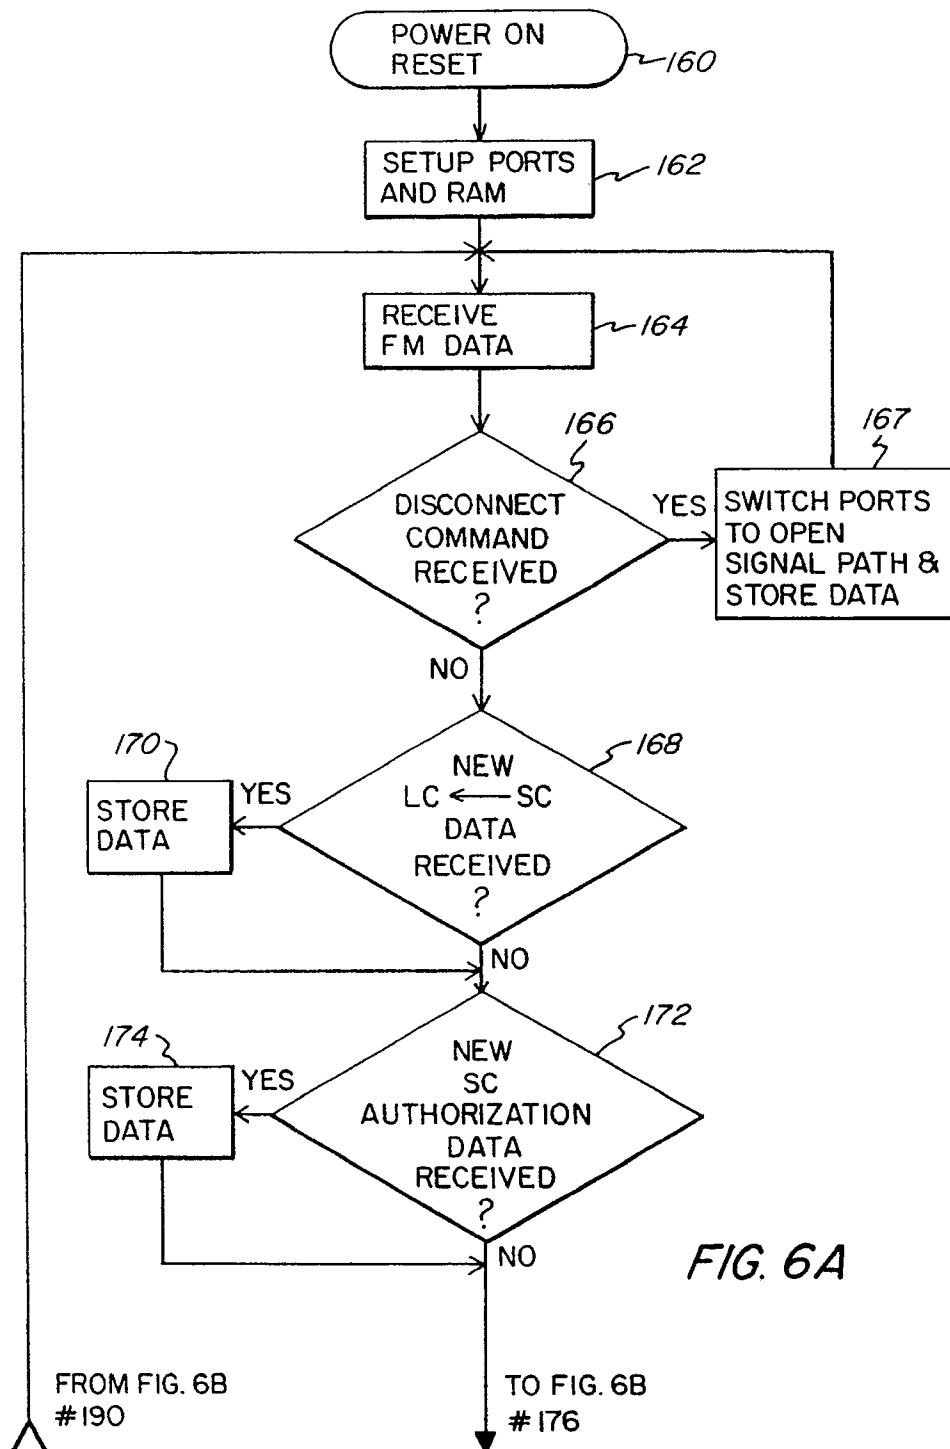 POWER ON
RESET
160
SETUP PORTS
AND RAM
162
RECEIVE
FM DATA
164
166
167
DISCONNECT
COMMAND
RECEIVED
?
YES
SWITCH PORTS
TO OPEN
SIGNAL PATH &
STORE DATA
NO
168
170
NEW
LC ← SC
DATA
RECEIVED
?
YES
STORE
DATA
NO
172
174
NEW
SC
AUTHORIZATION
DATA
RECEIVED
?
YES
STORE
DATA
NO
FIG. 6A
FROM FIG. 6B
#190
TO FIG. 6B
#176